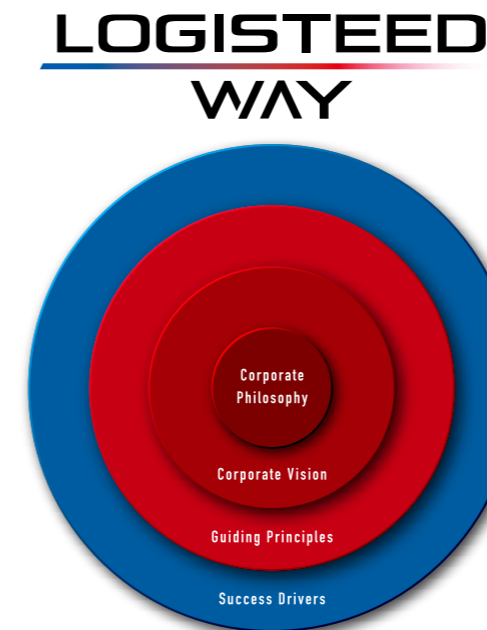 LOGISTEED
WAY
Corporate
Philosophy
Corporate Vision
Guiding Principles
Success Drivers